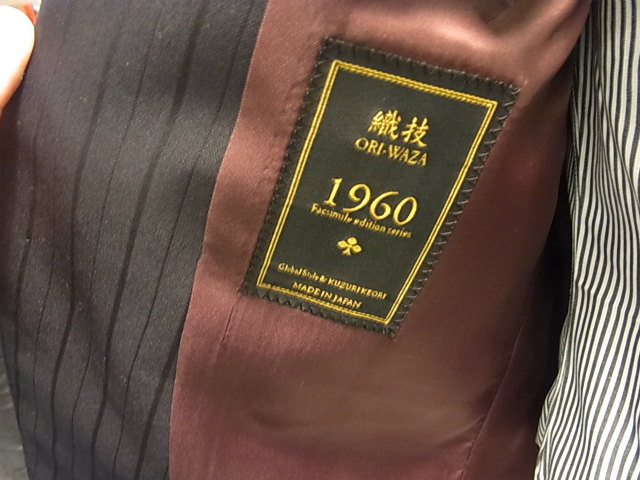 織技
ORI-WAZA
1960
Facsimile edition series
Global Style & KUZURI KEORI
MADE IN JAPAN